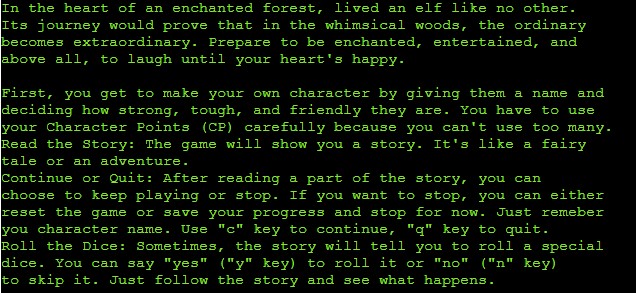 In the heart of an enchanted forest, lived an elf like no other.
Its journey would prove that in the whimsical woods, the ordinary
becomes extraordinary. Prepare to be enchanted, entertained, and
above all, to laugh until your heart's happy.

First, you get to make your own character by giving them a name and
deciding how strong, tough, and friendly they are. You have to use
your Character Points (CP) carefully because you can't use too many.
Read the Story: The game will show you a story. It's like a fairy
tale or an adventure.
Continue or Quit: After reading a part of the story, you can
choose to keep playing or stop. If you want to stop, you can either
reset the game or save your progress and stop for now. Just remeber
you character name. Use "c" key to continue, "q" key to quit.
Roll the Dice: Sometimes, the story will tell you to roll a special
dice. You can say "yes" ("y" key) to roll it or "no" ("n" key)
to skip it. Just follow the story and see what happens.